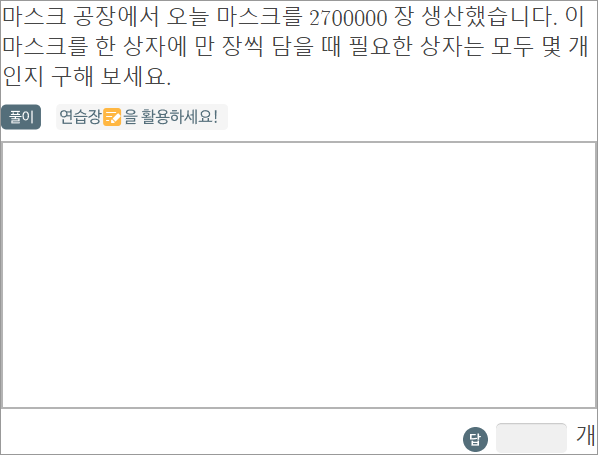 마스크 공장에서 오늘 마스크를 2700000 장 생산했습니다. 이
마스크를 한 상자에 만 장씩 담을 때 필요한 상자는 모두 몇 개
인지 구해 보세요.
풀이 연습장을 활용하세요!
답 개